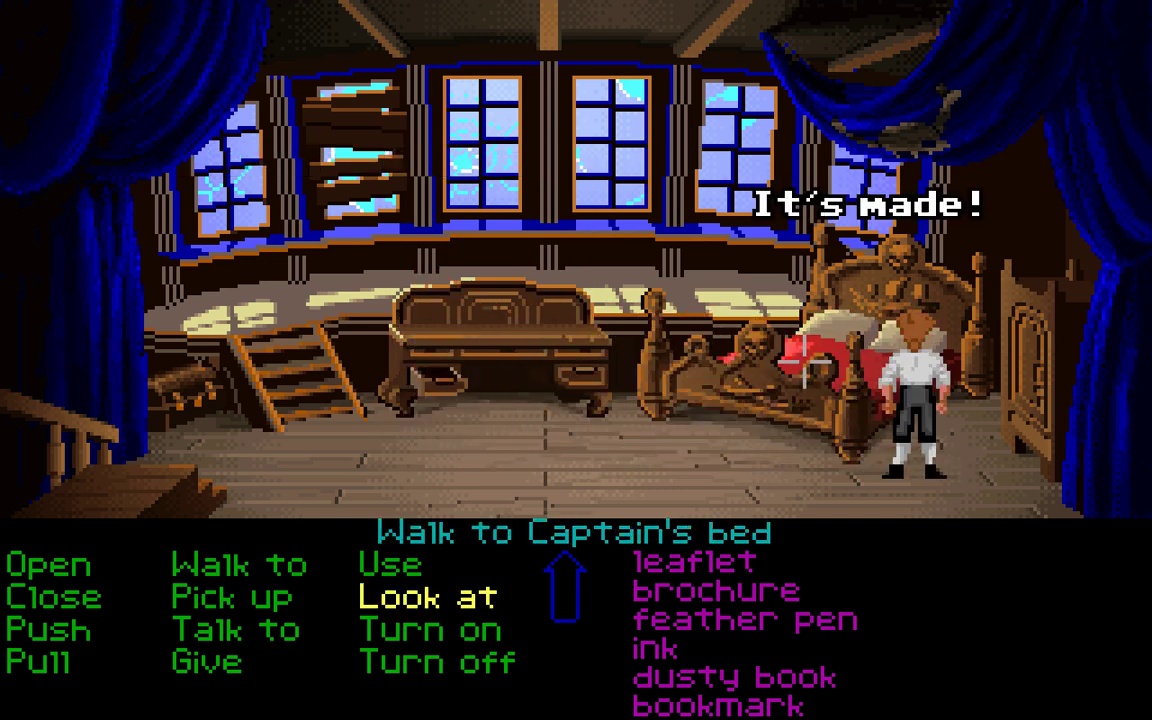 It's made!
Walk to Captain's bed
Open Walk to Use leaflet
Close Pick up Look at brochure
Push Talk to Turn on feather pen
Pull Give Turn off ink
dusty book
bookmark